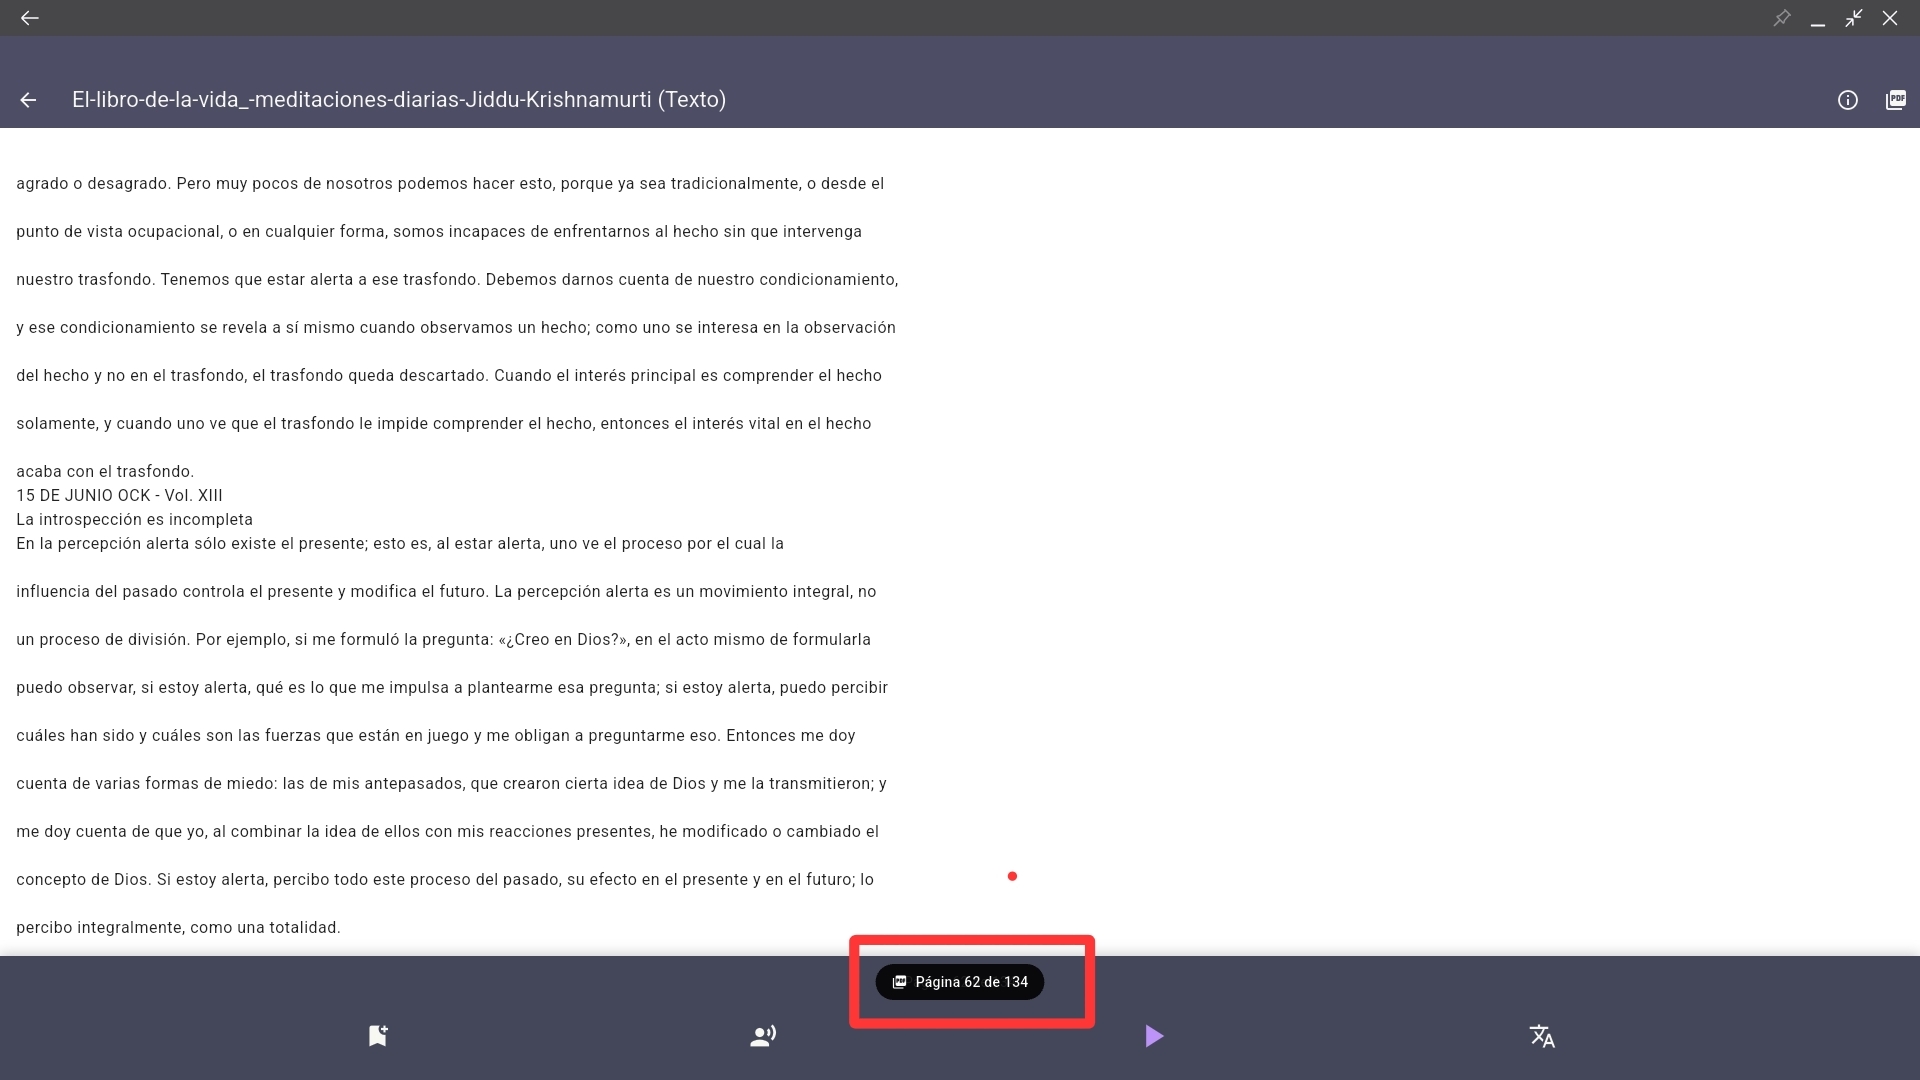 El-libro-de-la-vida_-meditaciones-diarias-Jiddu-Krishnamurti (Texto)
PDF
agrado o desagrado. Pero muy pocos de nosotros podemos hacer esto, porque ya sea tradicionalmente, o desde el
punto de vista ocupacional, o en cualquier forma, somos incapaces de enfrentarnos al hecho sin que intervenga
nuestro trasfondo. Tenemos que estar alerta a ese trasfondo. Debemos darnos cuenta de nuestro condicionamiento,
y ese condicionamiento se revela a sí mismo cuando observamos un hecho; como uno se interesa en la observación
del hecho y no en el trasfondo, el trasfondo queda descartado. Cuando el interés principal es comprender el hecho
solamente, y cuando uno ve que el trasfondo le impide comprender el hecho, entonces el interés vital en el hecho
acaba con el trasfondo.
15 DE JUNIO OCK - Vol. XIII
La introspección es incompleta
En la percepción alerta sólo existe el presente; esto es, al estar alerta, uno ve el proceso por el cual la
influencia del pasado controla el presente y modifica el futuro. La percepción alerta es un movimiento integral, no
un proceso de división. Por ejemplo, si me formuló la pregunta: «¿Creo en Dios?», en el acto mismo de formularla
puedo observar, si estoy alerta, qué es lo que me impulsa a plantearme esa pregunta; si estoy alerta, puedo percibir
cuáles han sido y cuáles son las fuerzas que están en juego y me obligan a preguntarme eso. Entonces me doy
cuenta de varias formas de miedo: las de mis antepasados, que crearon cierta idea de Dios y me la transmitieron; y
me doy cuenta de que yo, al combinar la idea de ellos con mis reacciones presentes, he modificado o cambiado el
concepto de Dios. Si estoy alerta, percibo todo este proceso del pasado, su efecto en el presente y en el futuro; lo
percibo integralmente, como una totalidad.
PDF Página 62 de 134